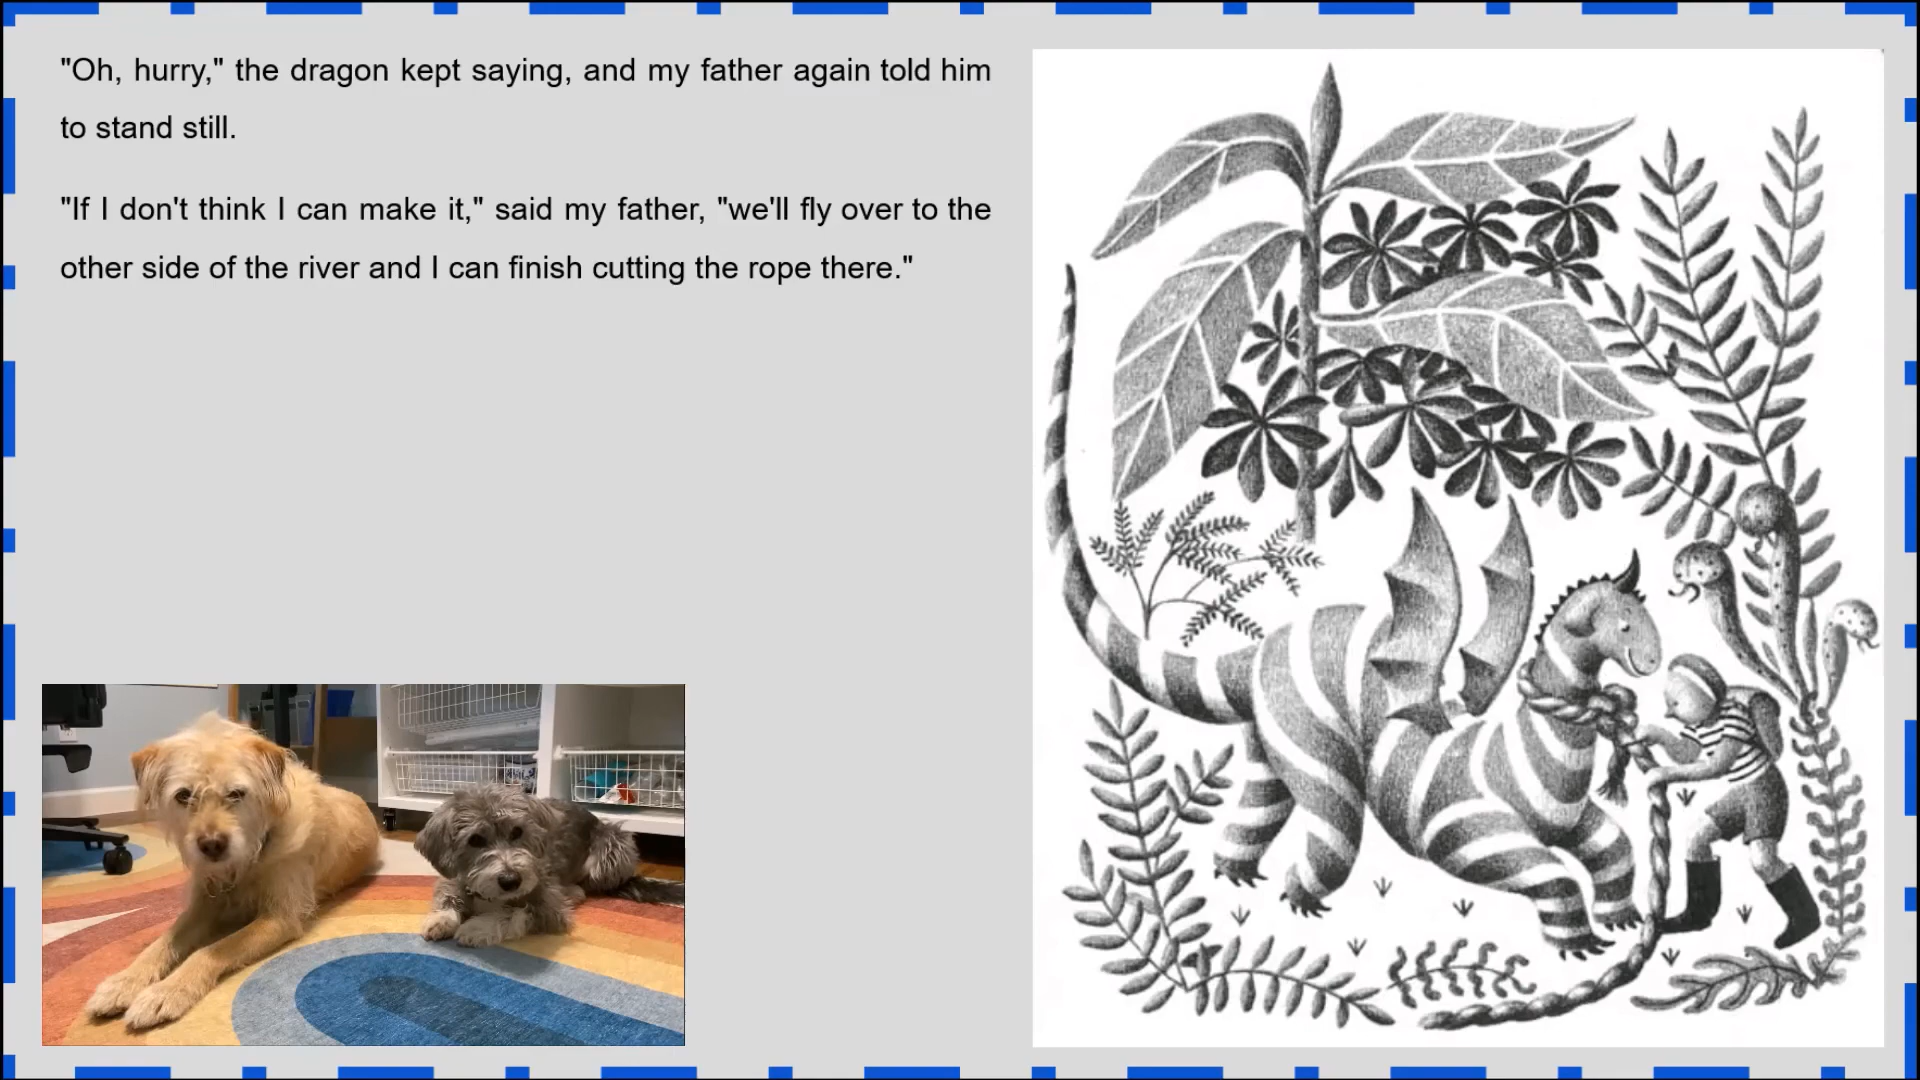 "Oh, hurry," the dragon kept saying, and my father again told him
to stand still.
"If I don't think I can make it," said my father, "we'll fly over to the
other side of the river and I can finish cutting the rope there."